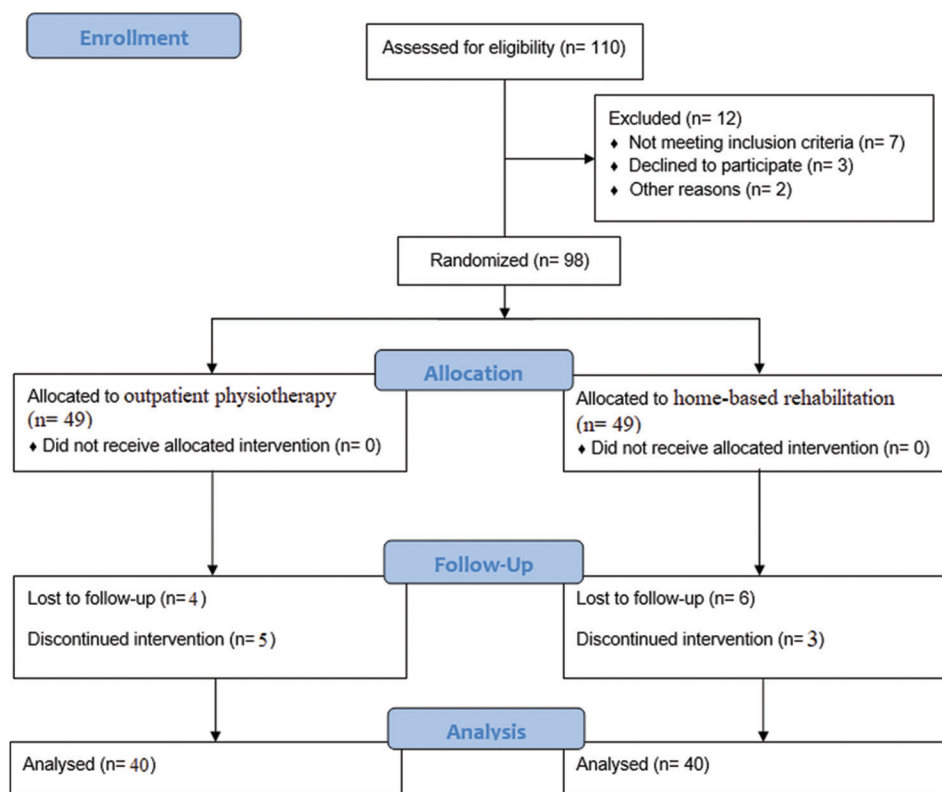 Enrollment
Assessed for eligibility (n= 110)
Excluded (n= 12)
♦ Not meeting inclusion criteria (n= 7)
♦ Declined to participate (n= 3)
♦ Other reasons (n= 2)
Randomized (n= 98)
Allocation
Allocated to outpatient physiotherapy
(n= 49)
♦ Did not receive allocated intervention (n= 0)
Allocated to home-based rehabilitation
(n= 49)
♦ Did not receive allocated intervention (n= 0)
Follow-Up
Lost to follow-up (n= 4)
Discontinued intervention (n= 5)
Lost to follow-up (n= 6)
Discontinued intervention (n= 3)
Analysis
Analysed (n= 40)
Analysed (n= 40)